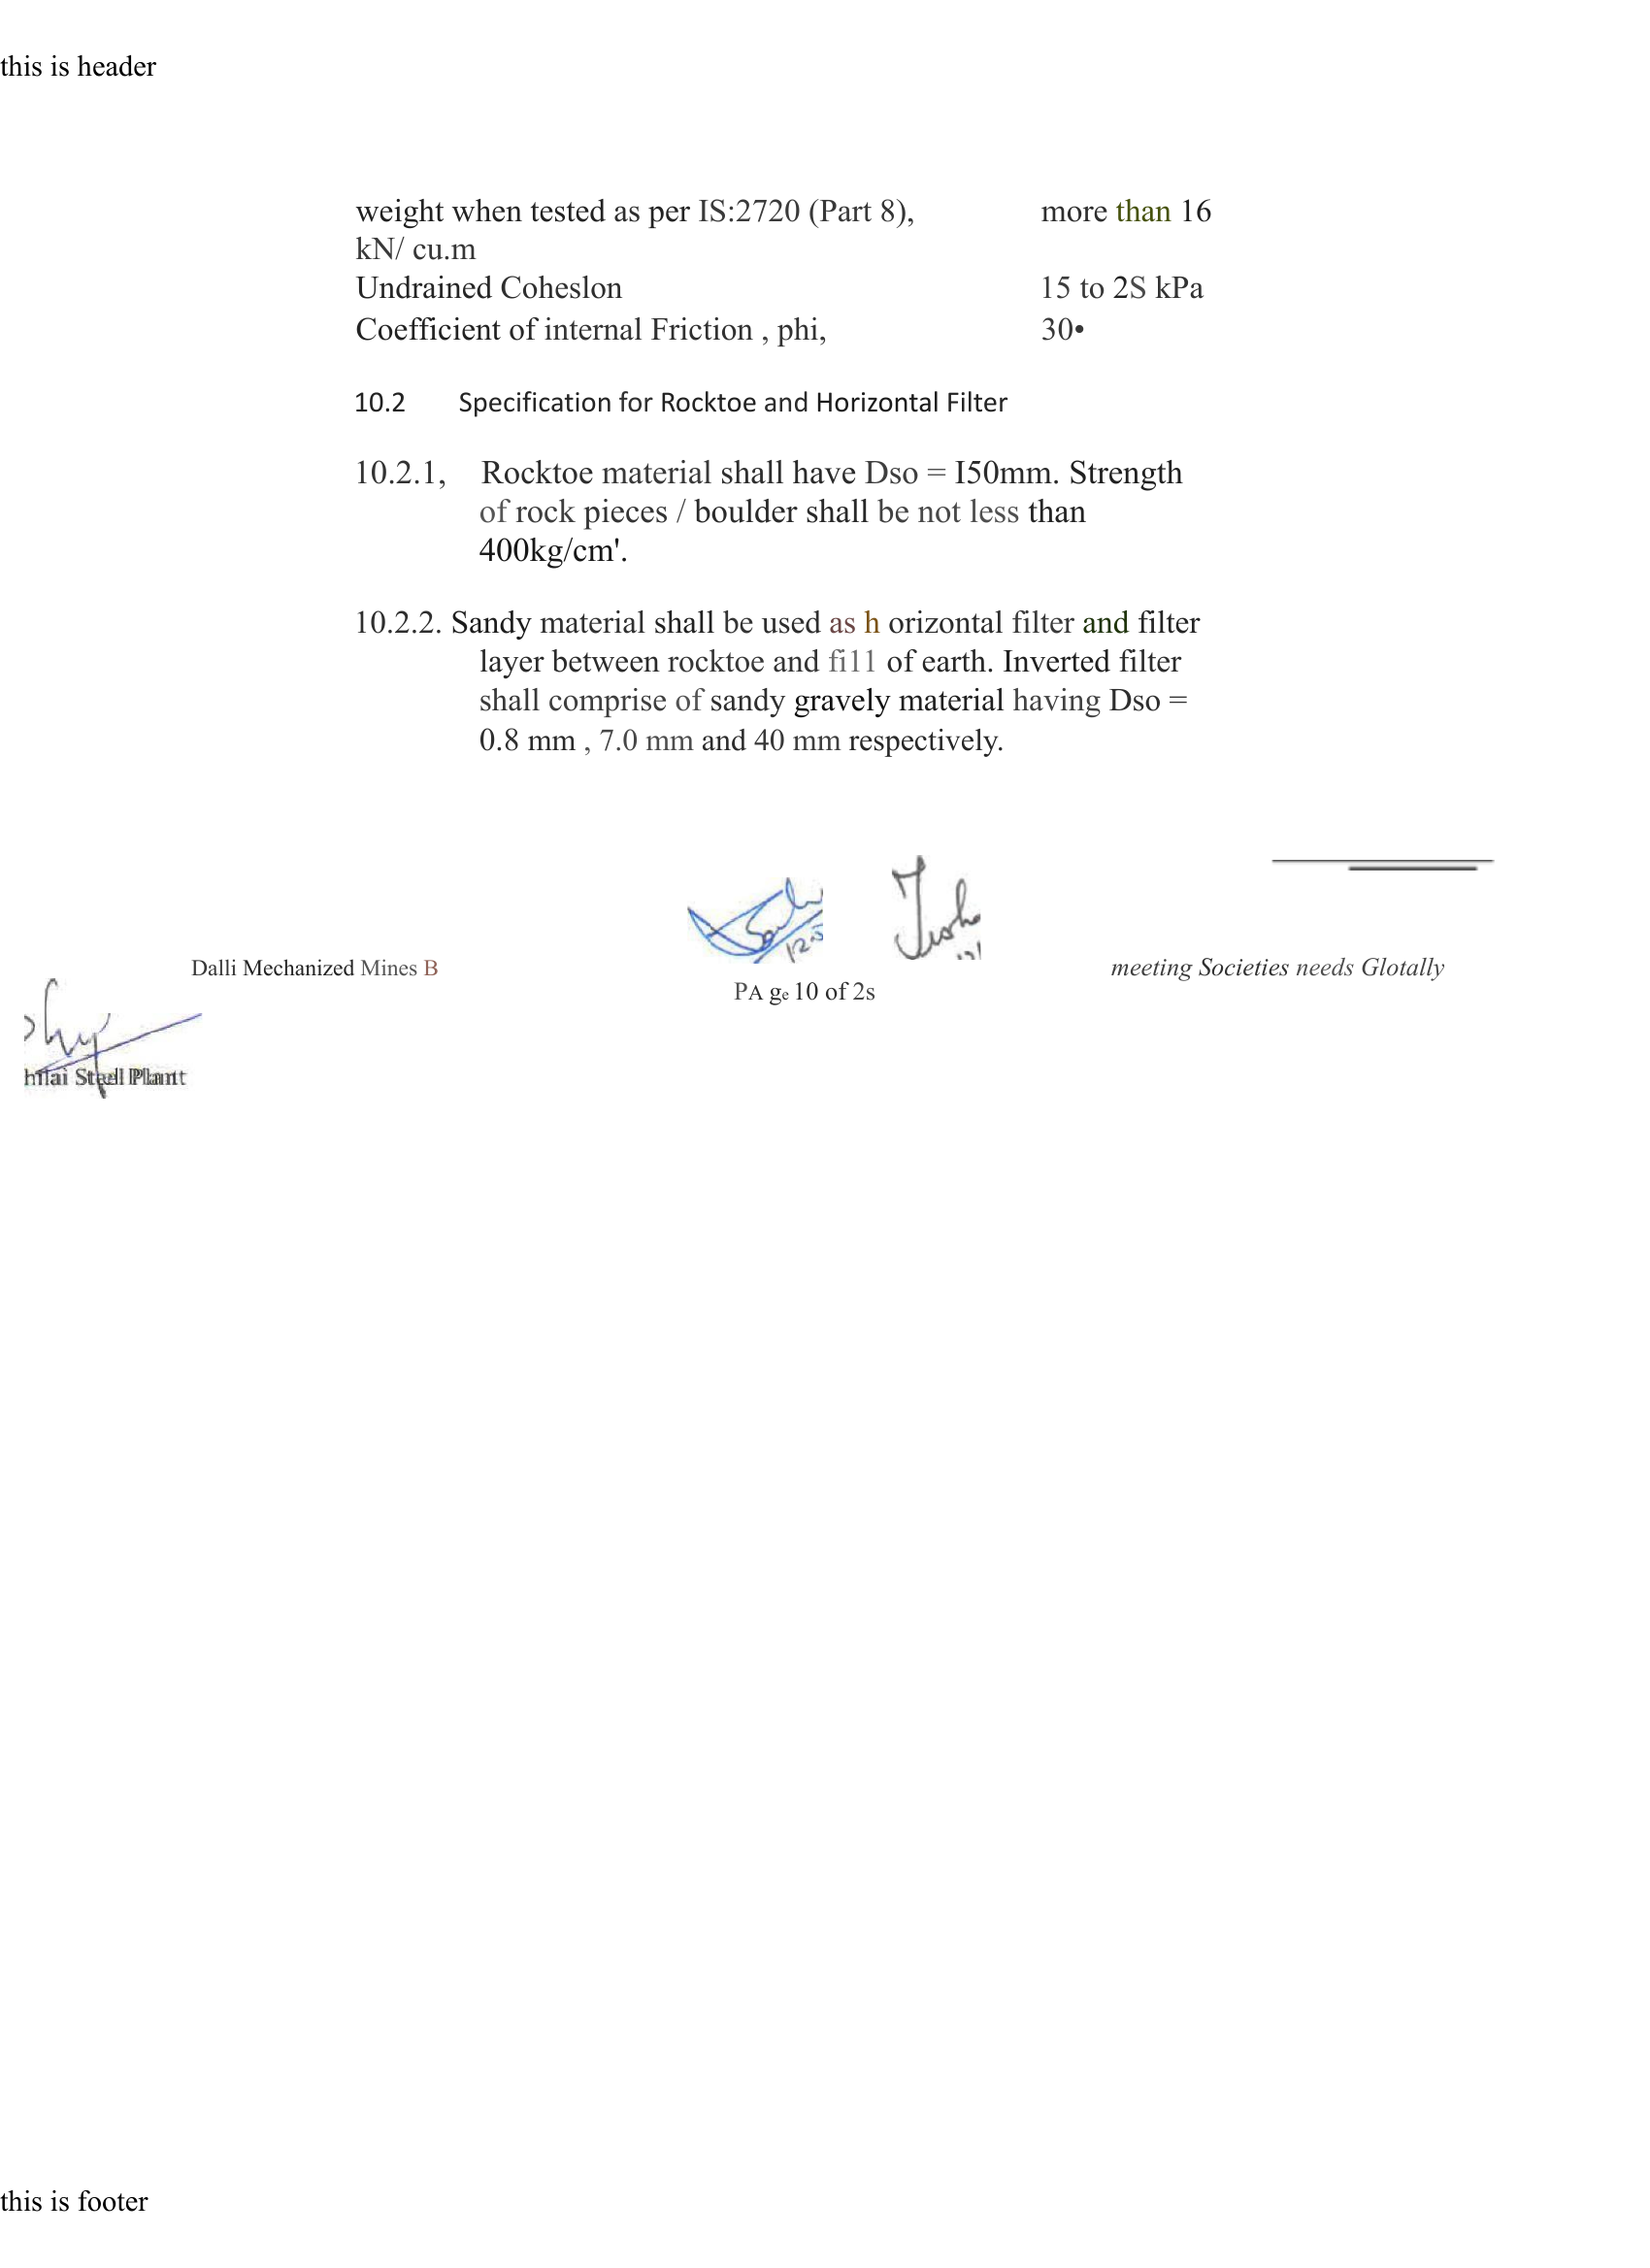 this is header
weight when tested as per IS:2720 (Part 8), more than 16
kN/ cu.m
Undrained Coheslon 15 to 2S kPa
Coefficient of internal Friction , phi, 30•
10.2 Specification for Rocktoe and Horizontal Filter
10.2.1, Rocktoe material shall have Dso = I50mm. Strength
of rock pieces / boulder shall be not less than
400kg/cm'.
10.2.2. Sandy material shall be used as h orizontal filter and filter
layer between rocktoe and fi11 of earth. Inverted filter
shall comprise of sandy gravely material having Dso =
0.8 mm , 7.0 mm and 40 mm respectively.
Dalli Mechanized Mines B meeting Societies needs Glotally
PA ge 10 of 2s
Steel Plant
this is footer